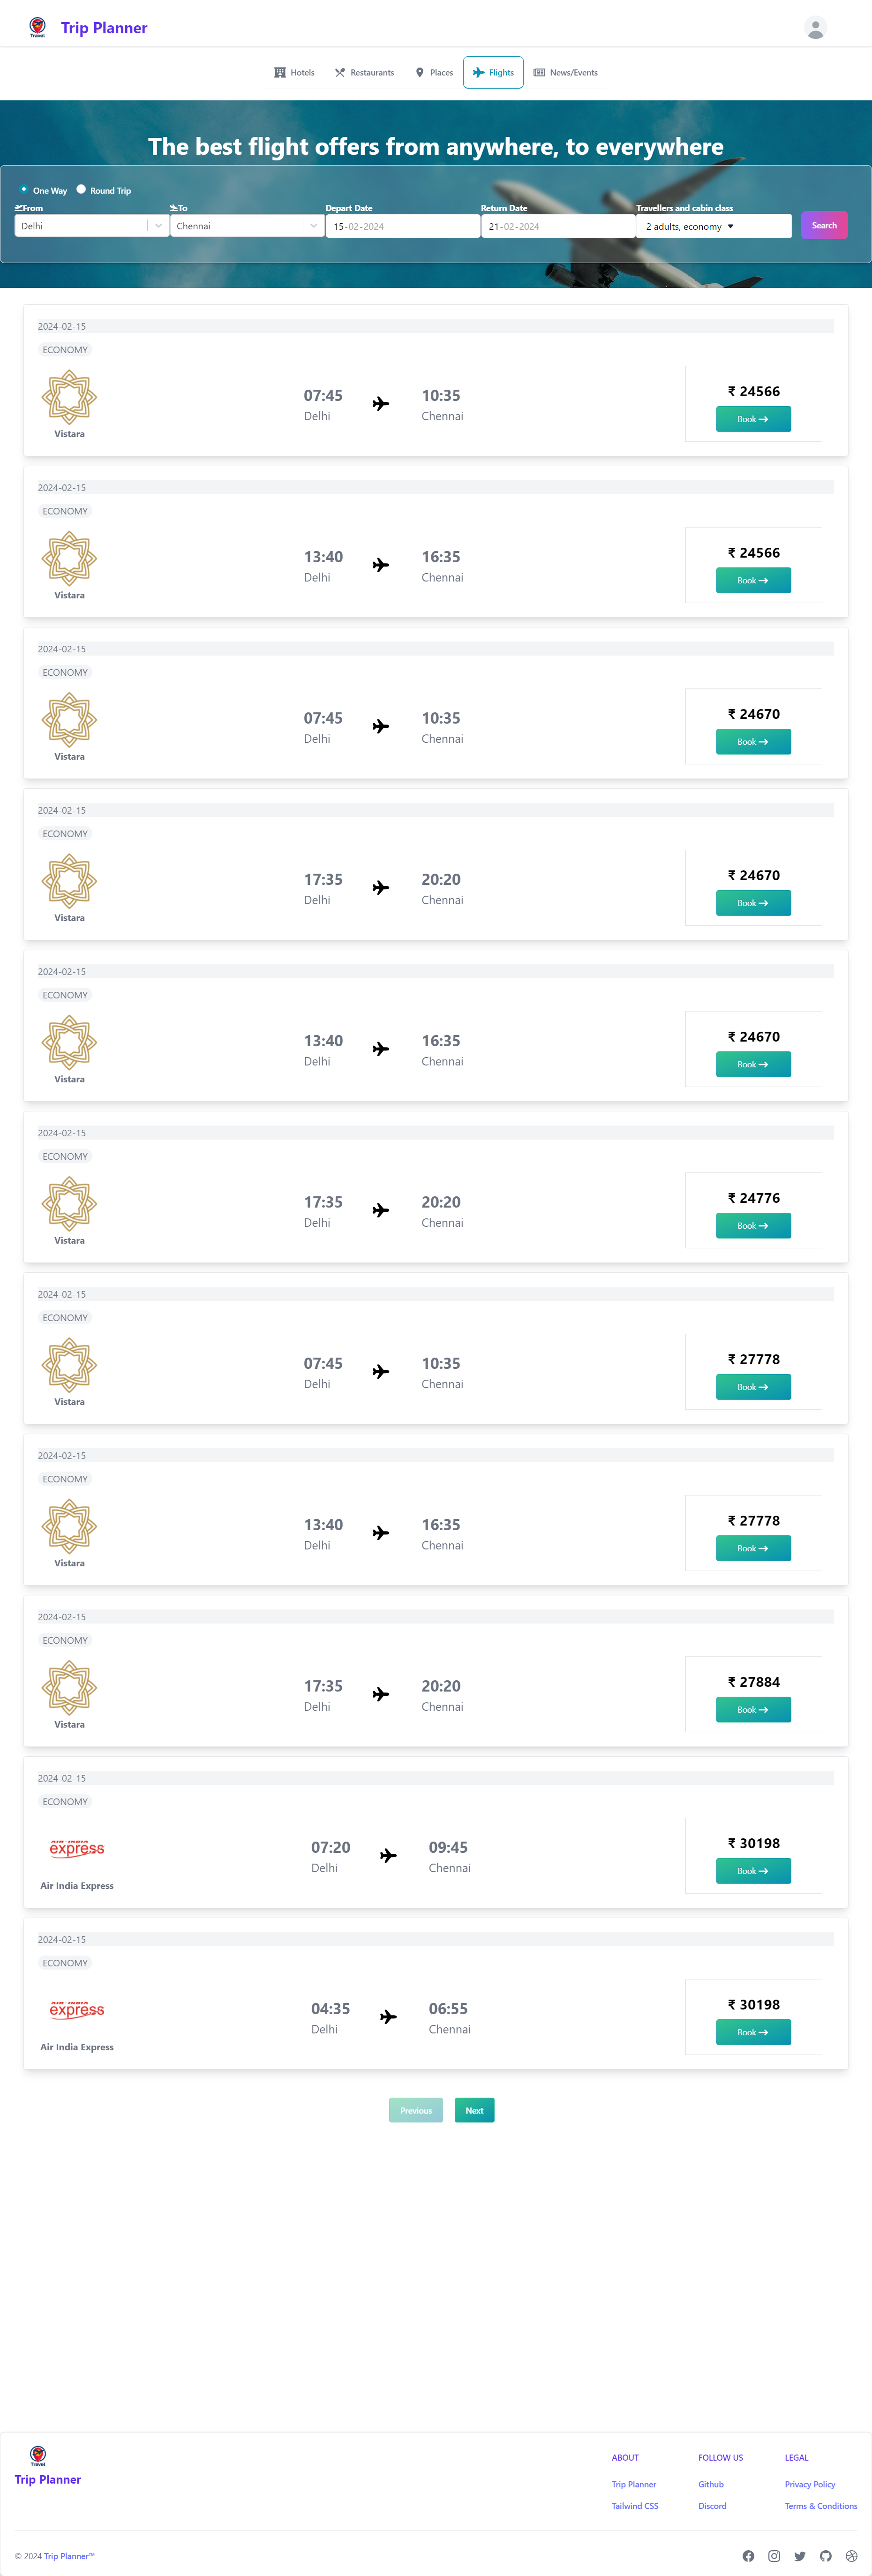 Travel
Trip Planner
Hotels Restaurants Places Flights News/Events
The best flight offers from anywhere, to everywhere
One Way Round Trip
From To Depart Date Return Date Travellers and cabin class
Delhi Chennai 15-02-2024 21-02-2024 2 adults, economy Search
2024-02-15
ECONOMY
07:45 10:35 ₹ 24566
Delhi Chennai Book
Vistara
2024-02-15
ECONOMY
13:40 16:35 ₹ 24566
Delhi Chennai Book
Vistara
2024-02-15
ECONOMY
07:45 10:35 ₹ 24670
Delhi Chennai Book
Vistara
2024-02-15
ECONOMY
17:35 20:20 ₹ 24670
Delhi Chennai Book
Vistara
2024-02-15
ECONOMY
13:40 16:35 ₹ 24670
Delhi Chennai Book
Vistara
2024-02-15
ECONOMY
17:35 20:20 ₹ 24776
Delhi Chennai Book
Vistara
2024-02-15
ECONOMY
07:45 10:35 ₹ 27778
Delhi Chennai Book
Vistara
2024-02-15
ECONOMY
13:40 16:35 ₹ 27778
Delhi Chennai Book
Vistara
2024-02-15
ECONOMY
17:35 20:20 ₹ 27884
Delhi Chennai Book
Vistara
2024-02-15
ECONOMY
AIR INDIA
express
07:20 09:45 ₹ 30198
Delhi Chennai Book
Air India Express
2024-02-15
ECONOMY
AIR INDIA
express
04:35 06:55 ₹ 30198
Delhi Chennai Book
Air India Express
Previous Next
Travel
Trip Planner
ABOUT FOLLOW US LEGAL
Trip Planner Github Privacy Policy
Tailwind CSS Discord Terms & Conditions
© 2024 Trip Planner™